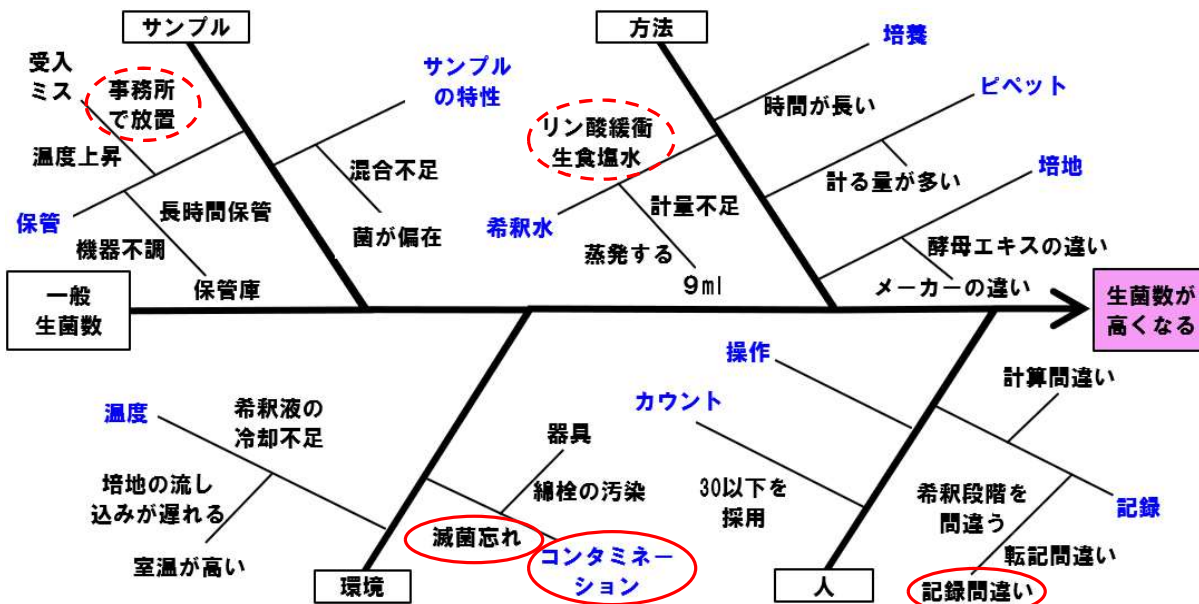 サンプル
受入
ミス
事務所
で放置
温度上昇
保管
長時間保管
機器不調
保管庫
サンプル
の特性
混合不足
菌が偏在
方法
培養
時間が長い
リン酸緩衝
生食塩水
希釈水
計量不足
蒸発する
9ml
ピペット
計る量が多い
培地
酵母エキスの違い
メーカーの違い
一般
生菌数
生菌数が
高くなる
温度
希釈液の
冷却不足
培地の流し
込みが遅れる
室温が高い
環境
器具
綿栓の汚染
滅菌忘れ
コンタミネー
ション
操作
カウント
30以下を
採用
人
計算間違い
記録
希釈段階を
間違う
転記間違い
記録間違い